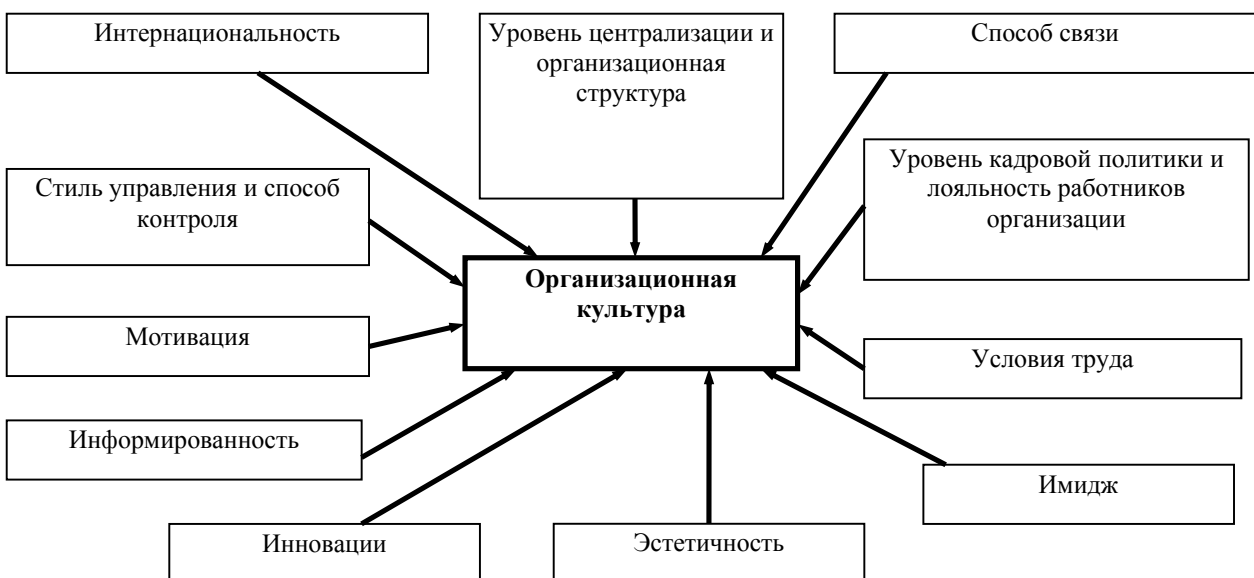 Интернациональность
Уровень централизации и
организационная
структура
Способ связи
Стиль управления и способ
контроля
Уровень кадровой политики и
лояльность работников
организации
Организационная
культура
Мотивация
Условия труда
Информированность
Имидж
Инновации
Эстетичность